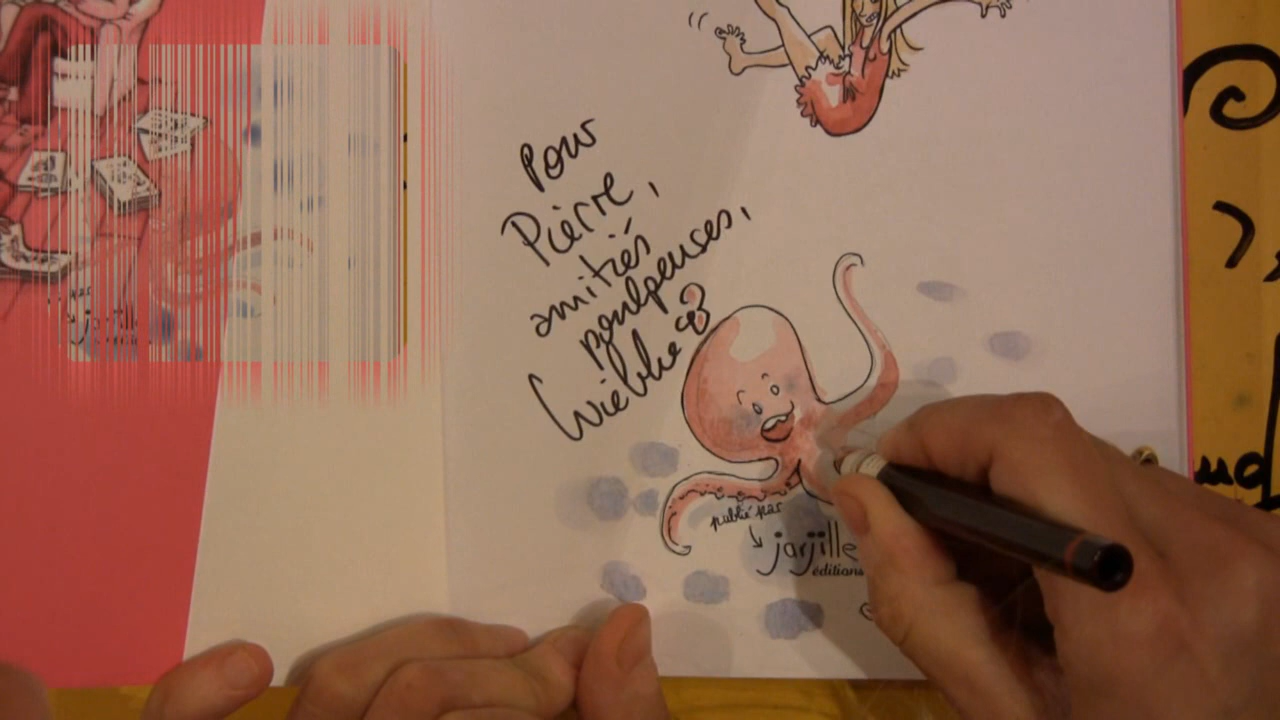 Pour
Pierre,
amitiés
poulpeuses,
Wiebke
publié par
jarjille
éditions